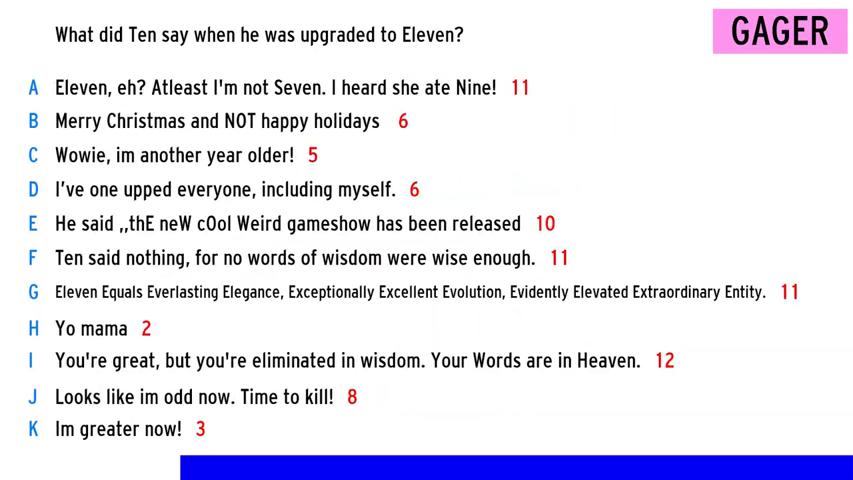 What did Ten say when he was upgraded to Eleven?
GAGER
A Eleven, eh? Atleast I'm not Seven. I heard she ate Nine! 11
B Merry Christmas and NOT happy holidays 6
C Wowie, im another year older! 5
D I've one upped everyone, including myself. 6
E He said ,,thE neW cOol Weird gameshow has been released 10
F Ten said nothing, for no words of wisdom were wise enough. 11
G Eleven Equals Everlasting Elegance, Exceptionally Excellent Evolution, Evidently Elevated Extraordinary Entity. 11
H Yo mama 2
I You're great, but you're eliminated in wisdom. Your Words are in Heaven. 12
J Looks like im odd now. Time to kill! 8
K Im greater now! 3